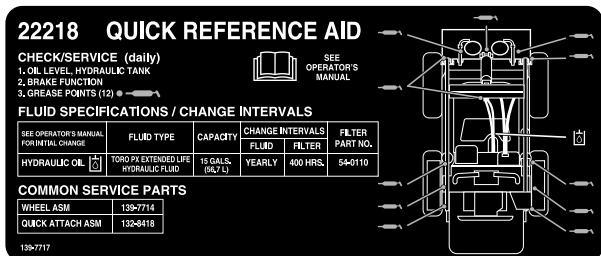 22218 QUICK REFERENCE AID
CHECK/SERVICE (daily)
1. OIL LEVEL, HYDRAULIC TANK
2. BRAKE FUNCTION
3. GREASE POINTS (12)
SEE
OPERATOR'S
MANUAL
FLUID SPECIFICATIONS / CHANGE INTERVALS
SEE OPERATOR'S MANUAL
FOR INITIAL CHANGE
FLUID TYPE
CAPACITY
CHANGE INTERVALS
FLUID
FILTER
FILTER
PART NO.
HYDRAULIC OIL
TORO PX EXTENDED LIFE
HYDRAULIC FLUID
15 GALS.
(56,7 L)
YEARLY
400 HRS.
54-0110
COMMON SERVICE PARTS
WHEEL ASM 139-7714
QUICK ATTACH ASM 132-8418
139-7717